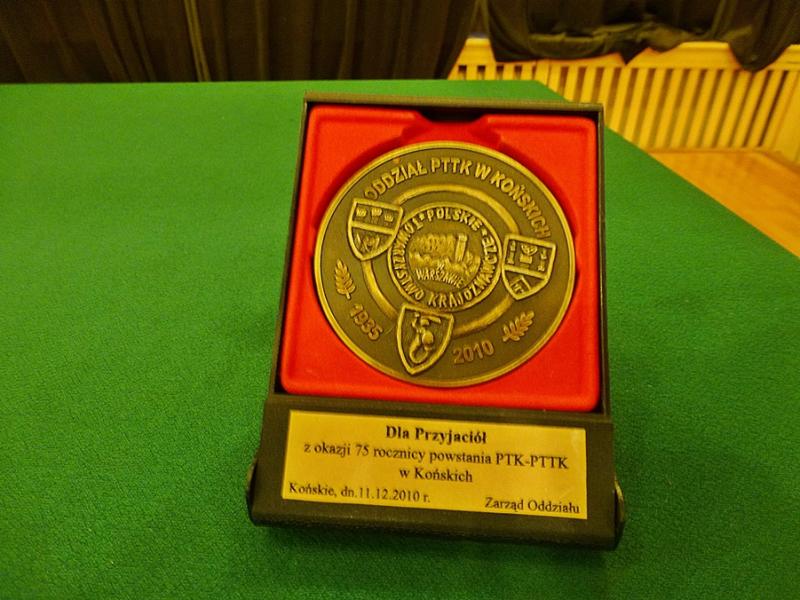 ODDZIAŁ PTTK W KOŃSKICH
POLSKIE
TOWARZYSTWO KRAJOZNAWCZE
W WARSZAWIE
1935 2010
Dla Przyjaciół
z okazji 75 rocznicy powstania PTK-PTTK
w Końskich
Końskie, dn.11.12.2010 r. Zarząd Oddziału